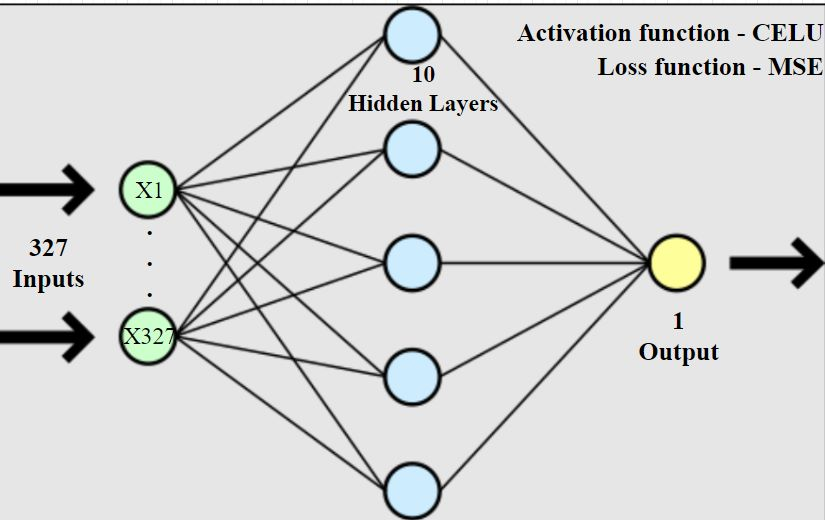 Activation function - CELU
Loss function - MSE
10
Hidden Layers
X1
.
.
.
327
Inputs
X327
1
Output